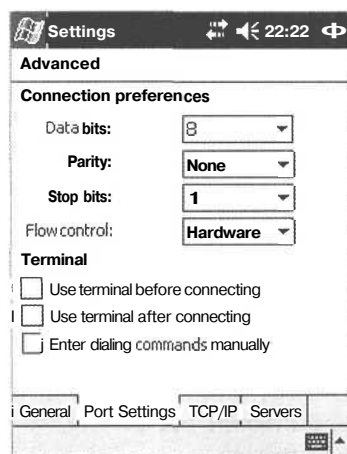 Settings 22:22
Advanced
Connection preferences
Data bits: 8
Parity: None
Stop bits: 1
Flow control: Hardware
Terminal
Use terminal before connecting
Use terminal after connecting
Enter dialing commands manually
General Port Settings TCP/IP Servers